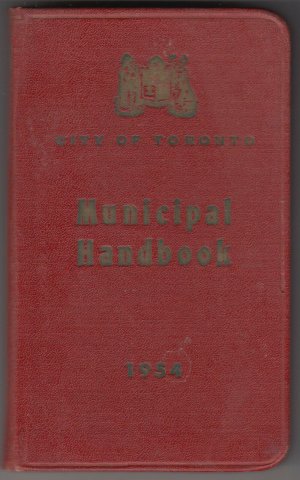 CITY OF TORONTO
Municipal
Handbook
1954